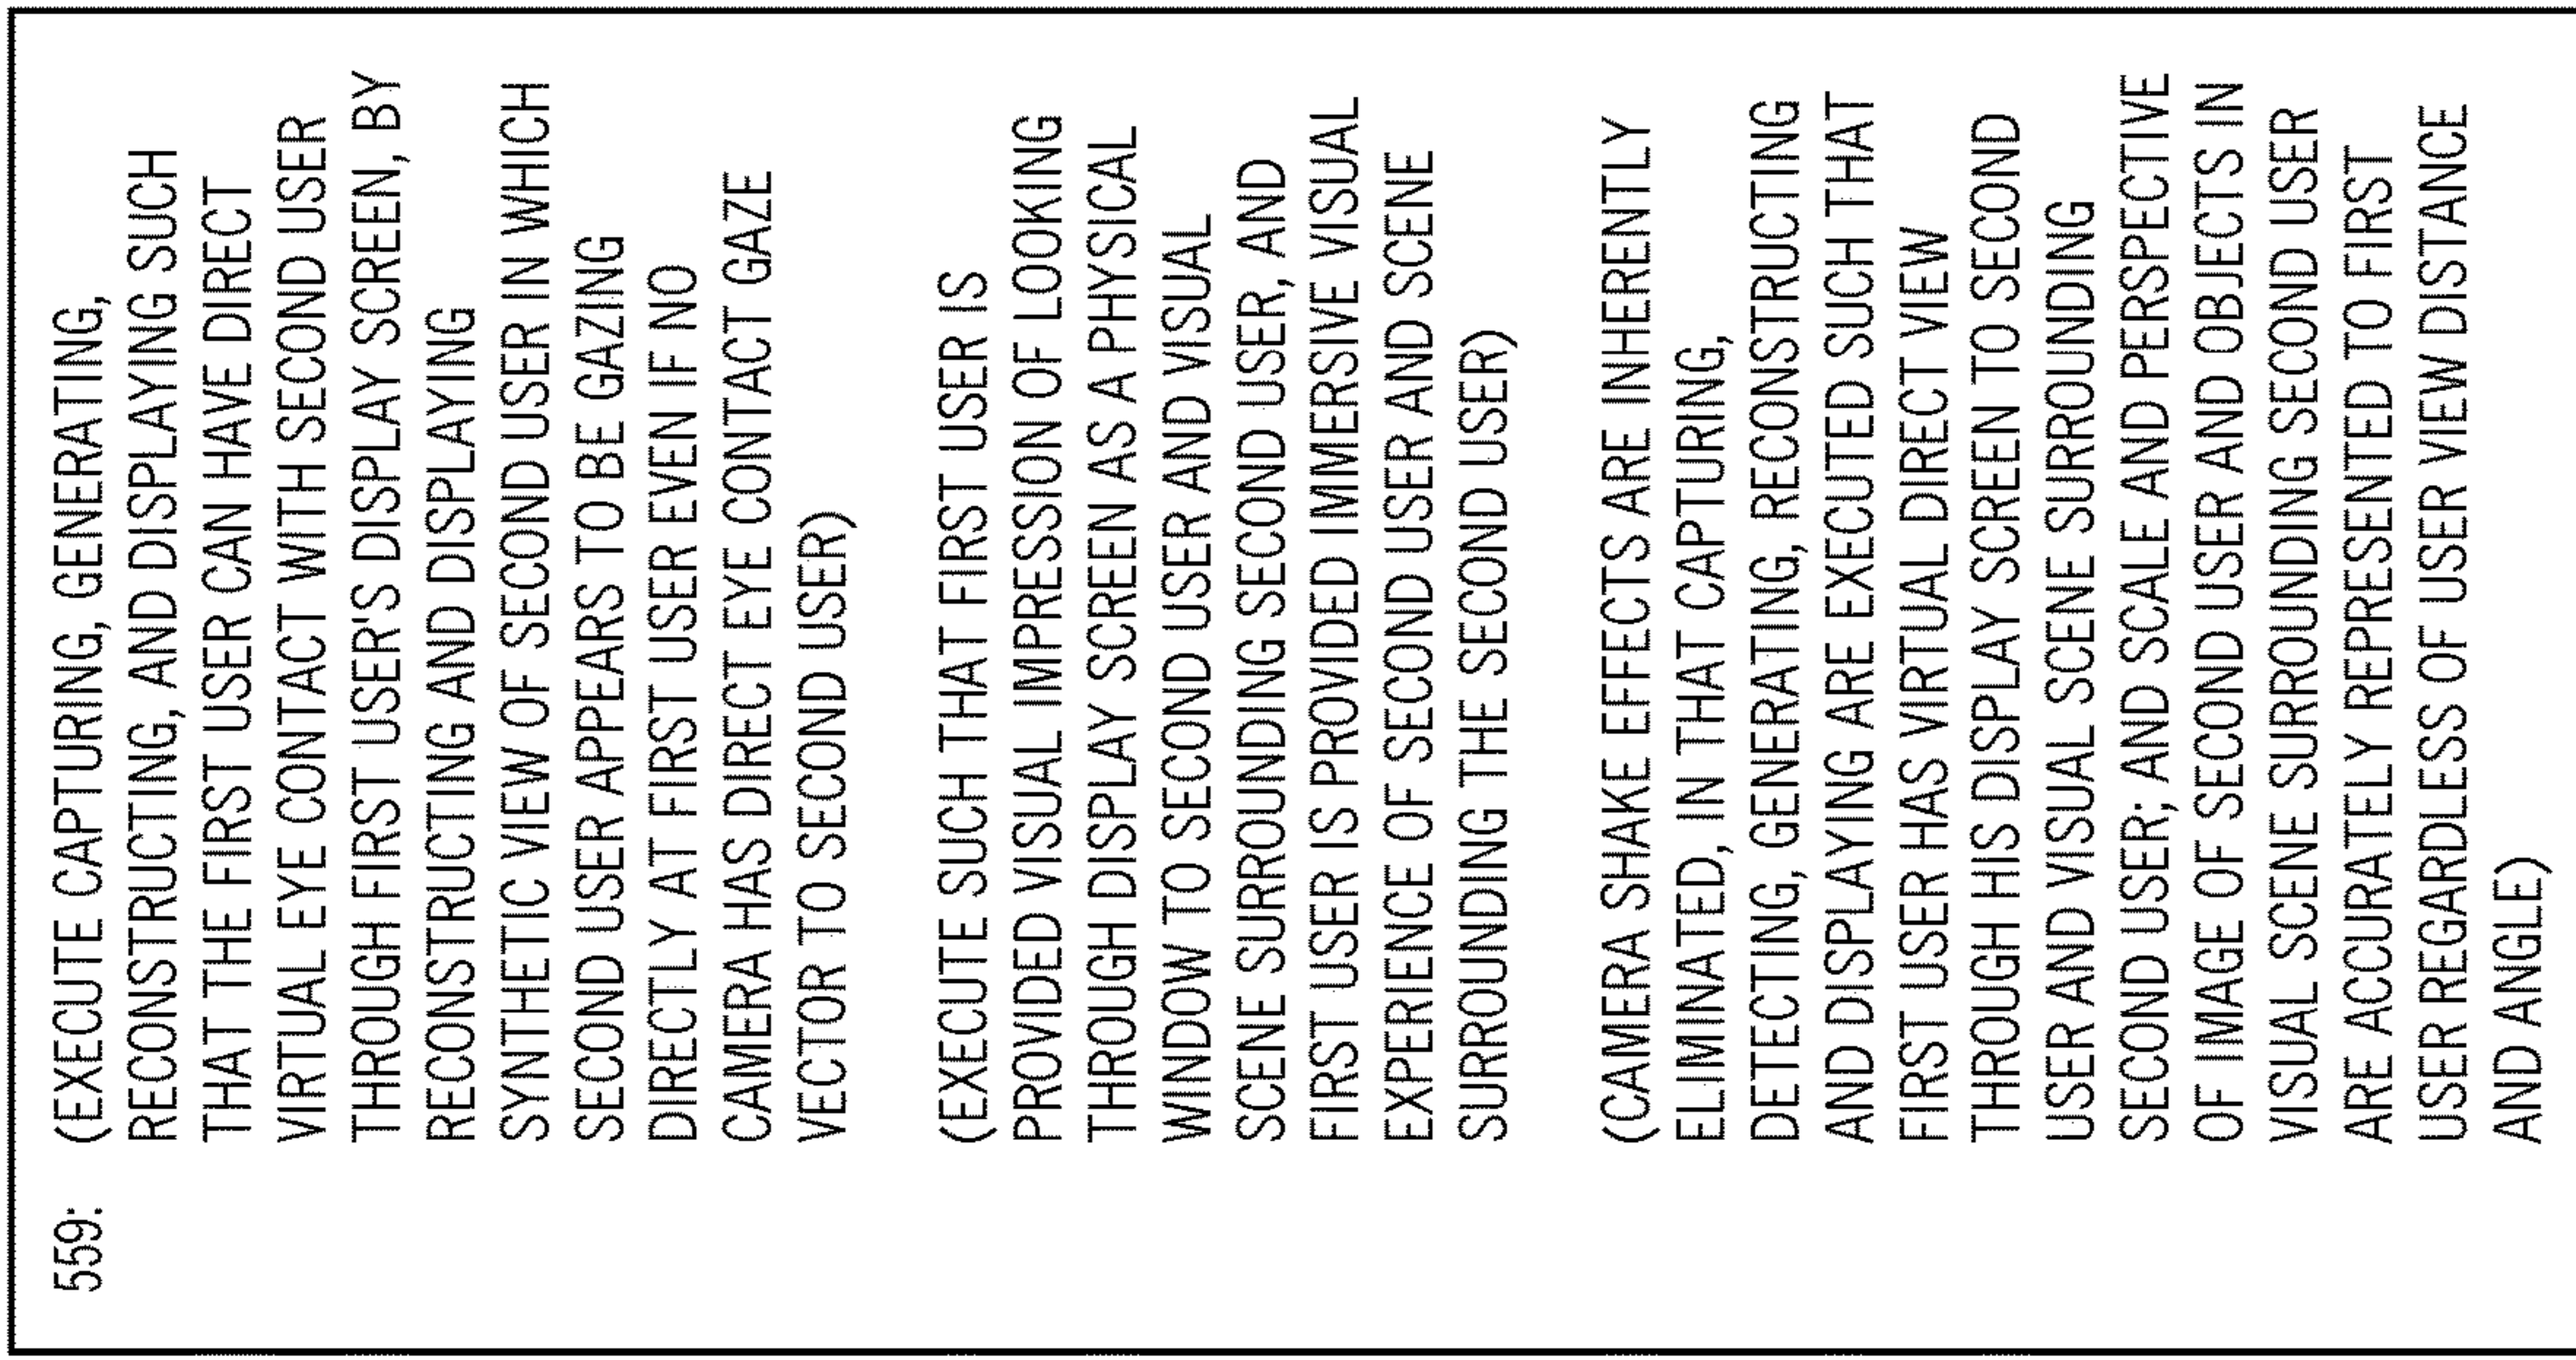 559: (EXECUTE CAPTURING, GENERATING,
RECONSTRUCTING, AND DISPLAYING SUCH
THAT THE FIRST USER CAN HAVE DIRECT
VIRTUAL EYE CONTACT WITH SECOND USER
THROUGH FIRST USER'S DISPLAY SCREEN, BY
RECONSTRUCTING AND DISPLAYING
SYNTHETIC VIEW OF SECOND USER IN WHICH
SECOND USER APPEARS TO BE GAZING
DIRECTLY AT FIRST USER EVEN IF NO
CAMERA HAS DIRECT EYE CONTACT GAZE
VECTOR TO SECOND USER)
(EXECUTE SUCH THAT FIRST USER IS
PROVIDED VISUAL IMPRESSION OF LOOKING
THROUGH DISPLAY SCREEN AS A PHYSICAL
WINDOW TO SECOND USER AND VISUAL
SCENE SURROUNDING SECOND USER, AND
FIRST USER IS PROVIDED IMMERSIVE VISUAL
EXPERIENCE OF SECOND USER AND SCENE
SURROUNDING THE SECOND USER)
(CAMERA SHAKE EFFECTS ARE INHERENTLY
ELIMINATED, IN THAT CAPTURING,
DETECTING, GENERATING, RECONSTRUCTING
AND DISPLAYING ARE EXECUTED SUCH THAT
FIRST USER HAS VIRTUAL DIRECT VIEW
THROUGH HIS DISPLAY SCREEN TO SECOND
USER AND VISUAL SCENE SURROUNDING
SECOND USER; AND SCALE AND PERSPECTIVE
OF IMAGE OF SECOND USER AND OBJECTS IN
VISUAL SCENE SURROUNDING SECOND USER
ARE ACCURATELY REPRESENTED TO FIRST
USER REGARDLESS OF USER VIEW DISTANCE
AND ANGLE)